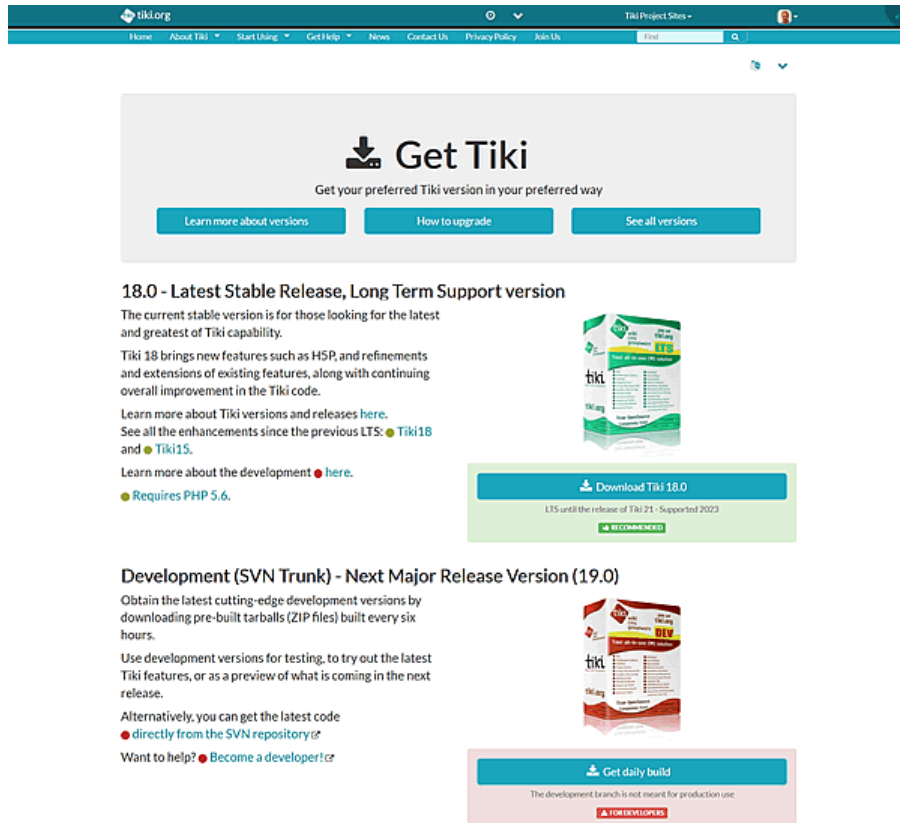 tiki.org
Tiki Project Sites
Home About Tiki Start Using Get Help News Contact Us Privacy Policy Join Us Find
Get Tiki
Get your preferred Tiki version in your preferred way
Learn more about versions How to upgrade See all versions
18.0 - Latest Stable Release, Long Term Support version
The current stable version is for those looking for the latest
and greatest of Tiki capability.
Tiki 18 brings new features such as H5P, and refinements
and extensions of existing features, along with continuing
overall improvement in the Tiki code.
Learn more about Tiki versions and releases here.
See all the enhancements since the previous LTS: Tiki18
and Tiki15.
Learn more about the development here.
Requires PHP 5.6.
tiki
LTS
tiki
tiki.org
Download Tiki 18.0
LTS until the release of Tiki 21 - Supported 2023
RECOMMENDED
Development (SVN Trunk) - Next Major Release Version (19.0)
Obtain the latest cutting-edge development versions by
downloading pre-built tarballs (ZIP files) built every six
hours.
Use development versions for testing, to try out the latest
Tiki features, or as a preview of what is coming in the next
release.
Alternatively, you can get the latest code
directly from the SVN repository
Want to help? Become a developer!
tiki
DEV
tiki
tiki.org
Get daily build
The development branch is not meant for production use
FOR DEVELOPERS